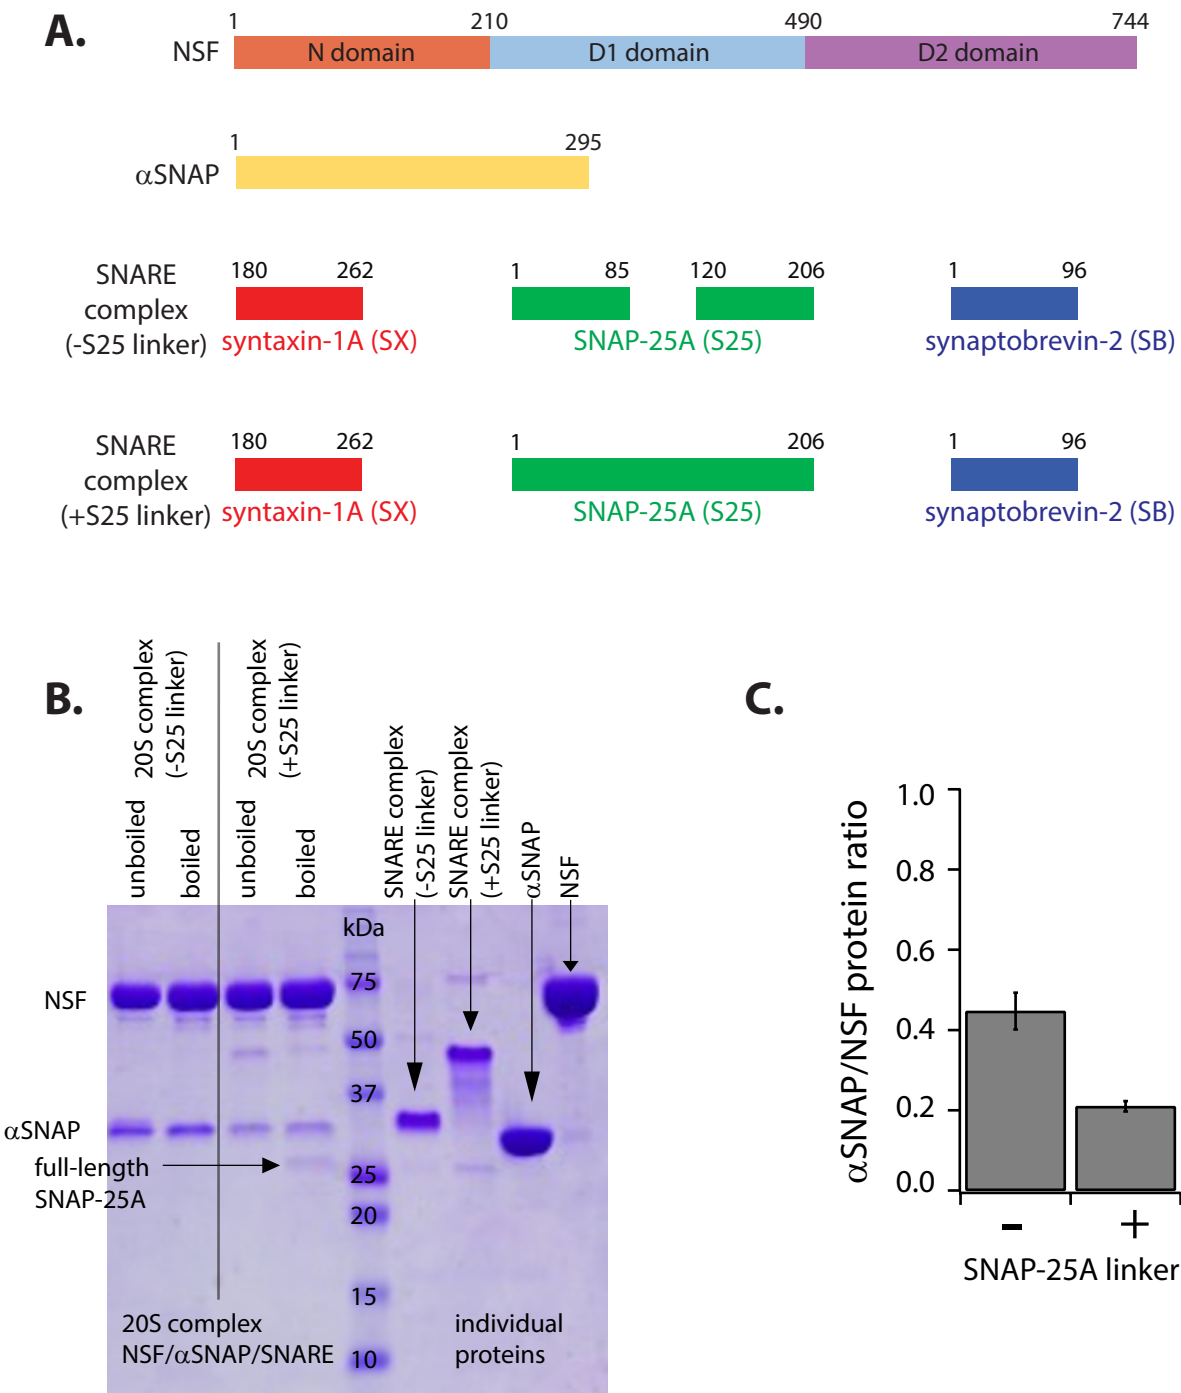 A.
1 210 490 744
NSF N domain D1 domain D2 domain
1 295
αSNAP
SNARE
complex
(-S25 linker)
180 262 1 85 120 206 1 96
syntaxin-1A (SX) SNAP-25A (S25) synaptobrevin-2 (SB)
SNARE
complex
(+S25 linker)
180 262 1 206 1 96
syntaxin-1A (SX) SNAP-25A (S25) synaptobrevin-2 (SB)
B.
20S complex
(-S25 linker)
20S complex
(+S25 linker)
unboiled
boiled
unboiled
boiled
SNARE complex
(-S25 linker)
SNARE complex
(+S25 linker)
αSNAP
NSF
kDa
75
50
37
25
20
15
10
NSF
αSNAP
full-length
SNAP-25A
20S complex
NSF/αSNAP/SNARE
individual
proteins
C.
αSNAP/NSF protein ratio
1.0
0.8
0.6
0.4
0.2
0.0
- +
SNAP-25A linker